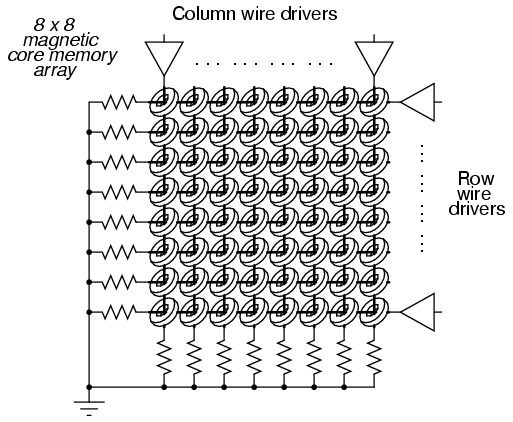 Column wire drivers
8 x 8
magnetic
core memory
array
Row
wire
drivers